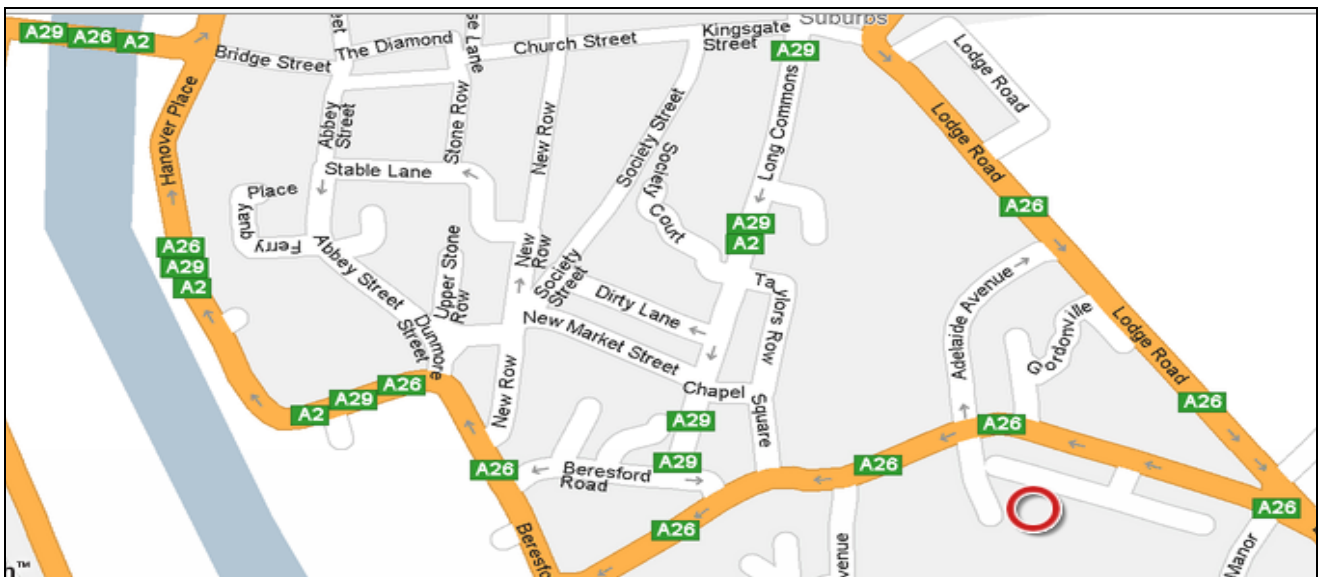 Suburbs
A29 A26 A2
Bridge Street
The Diamond
Church Street
Kingsgate
Street
A29
Lodge Road
Lodge Road
Hanover Place
Abbey
Street
Stone Row
New Row
Society Street
Long Commons
Stable Lane
Society Court
Place
quay
Ferry
A26
A29
A2
A29
A2
A26
Abbey Street
Upper Stone
Row
New
Row
Society
Street
Dirty Lane
Taylors Row
Adelaide Avenue
Gordonville
Lodge Road
Dunmore
Street
New Market Street
New Row
Chapel
Square
A2 A29 A26
A29
A26
A26
A26
Beresford
Road
A29
A26
A26
A26
Manor